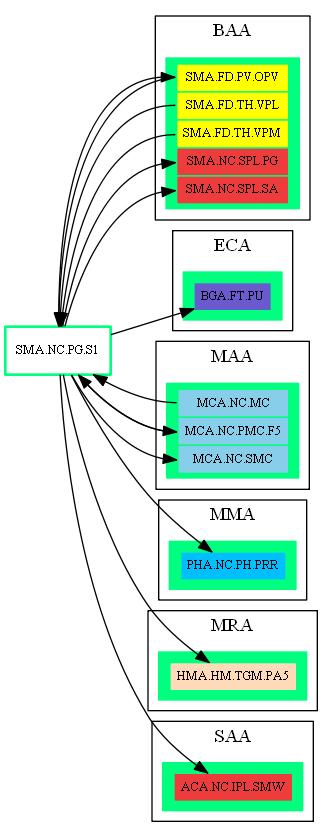 BAA
SMA.FD.PV.OPV
SMA.FD.TH.VPL
SMA.FD.TH.VPM
SMA.NC.SPL.PG
SMA.NC.SPL.SA
ECA
BGA.FT.PU
SMA.NC.PG.S1
MAA
MCA.NC.MC
MCA.NC.PMC.F5
MCA.NC.SMC
MMA
PHA.NC.PH.PRR
MRA
HMA.HM.TGM.PA5
SAA
ACA.NC.IPL.SMW